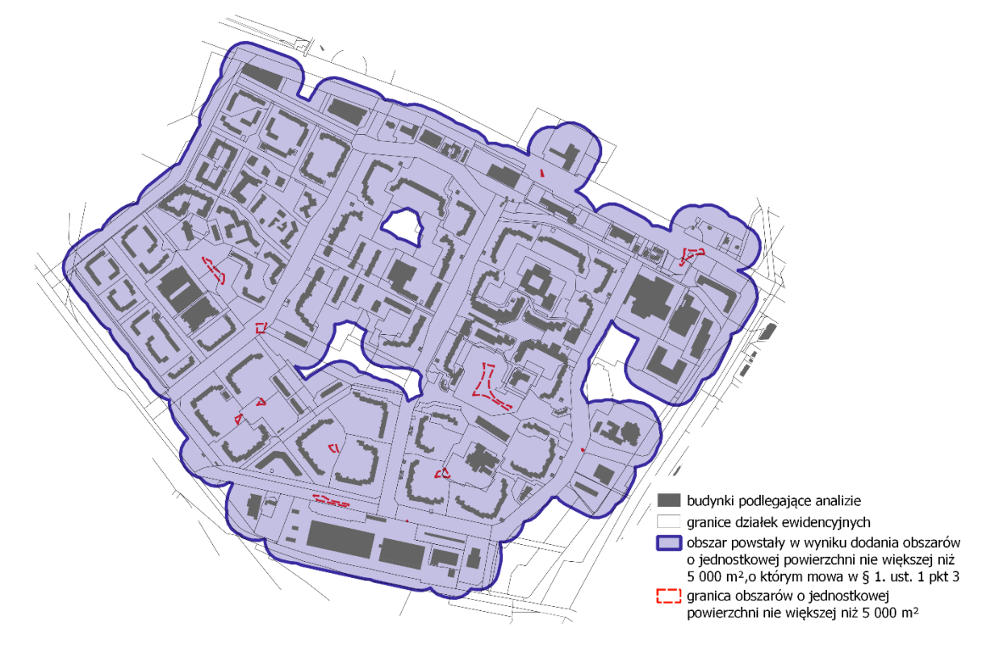 budynki podlegające analizie
granice działek ewidencyjnych
obszar powstały w wyniku dodania obszarów
o jednostkowej powierzchni nie większej niż
5 000 m²,o którym mowa w § 1. ust. 1 pkt 3
granica obszarów o jednostkowej
powierzchni nie większej niż 5 000 m²